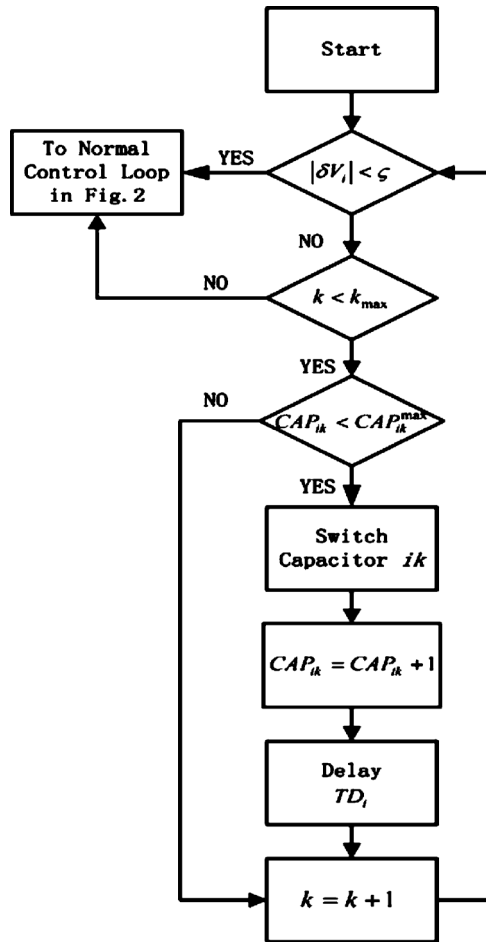 Start
To Normal
Control Loop
in Fig.2
YES
|δV_i| < ς
NO
NO
k < k_max
YES
NO
CAP_ik < CAP_ik^max
YES
Switch
Capacitor ik
CAP_ik = CAP_ik + 1
Delay
TD_i
k = k + 1